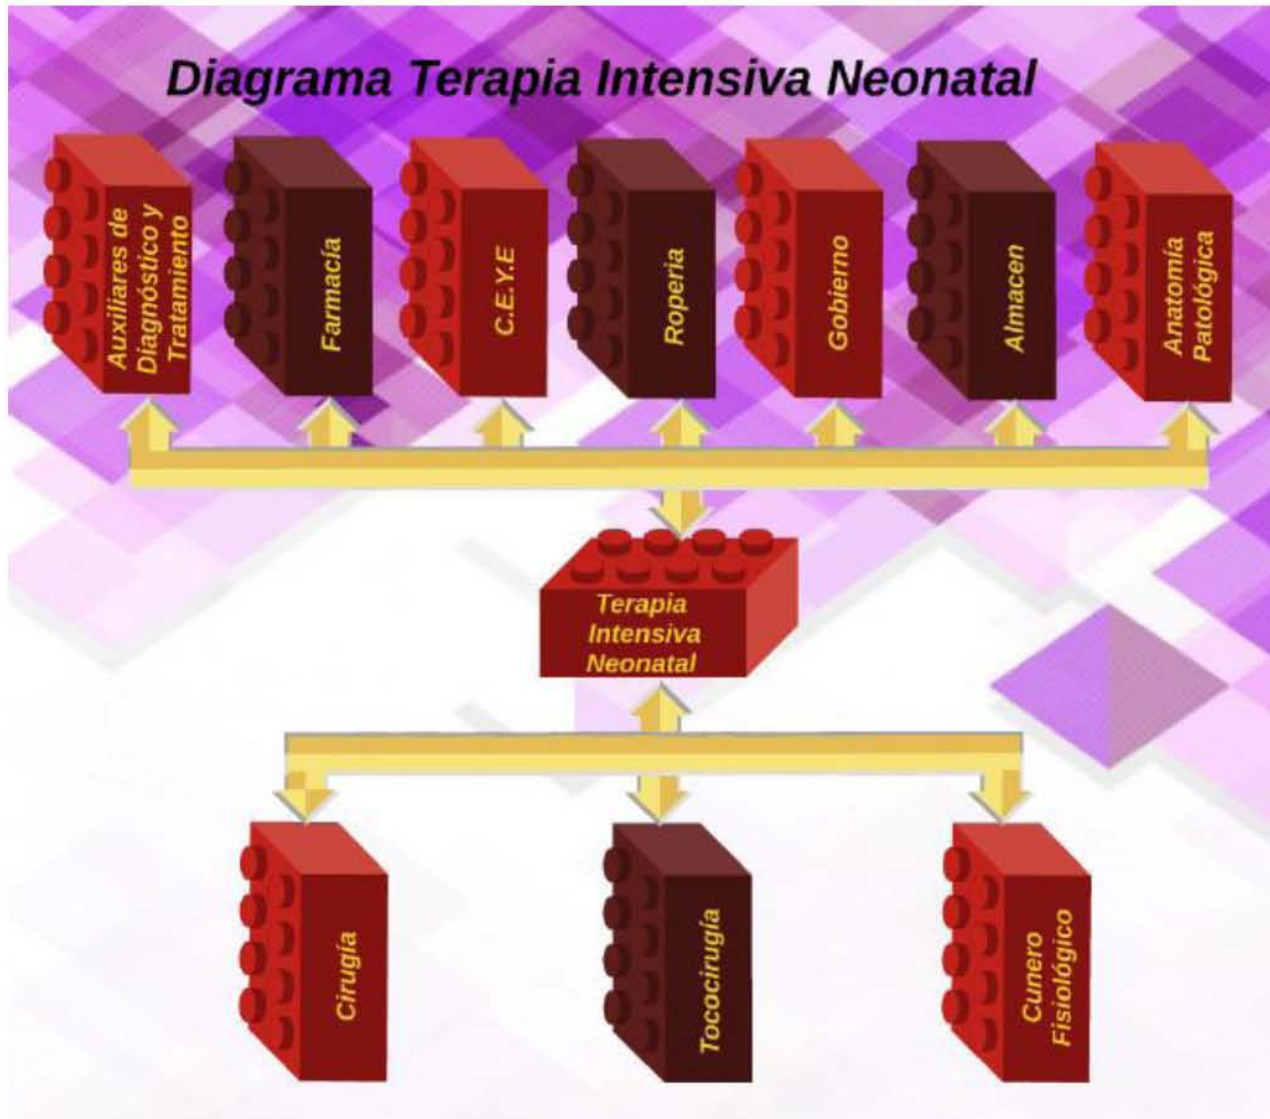 Diagrama Terapia Intensiva Neonatal
Auxiliares de
Diagnóstico y
Tratamiento
Farmacía
C.E.Y.E
Roperia
Gobierno
Almacen
Anatomía
Patológica
Terapia
Intensiva
Neonatal
Cirugía
Tococirugía
Cunero
Fisiológico